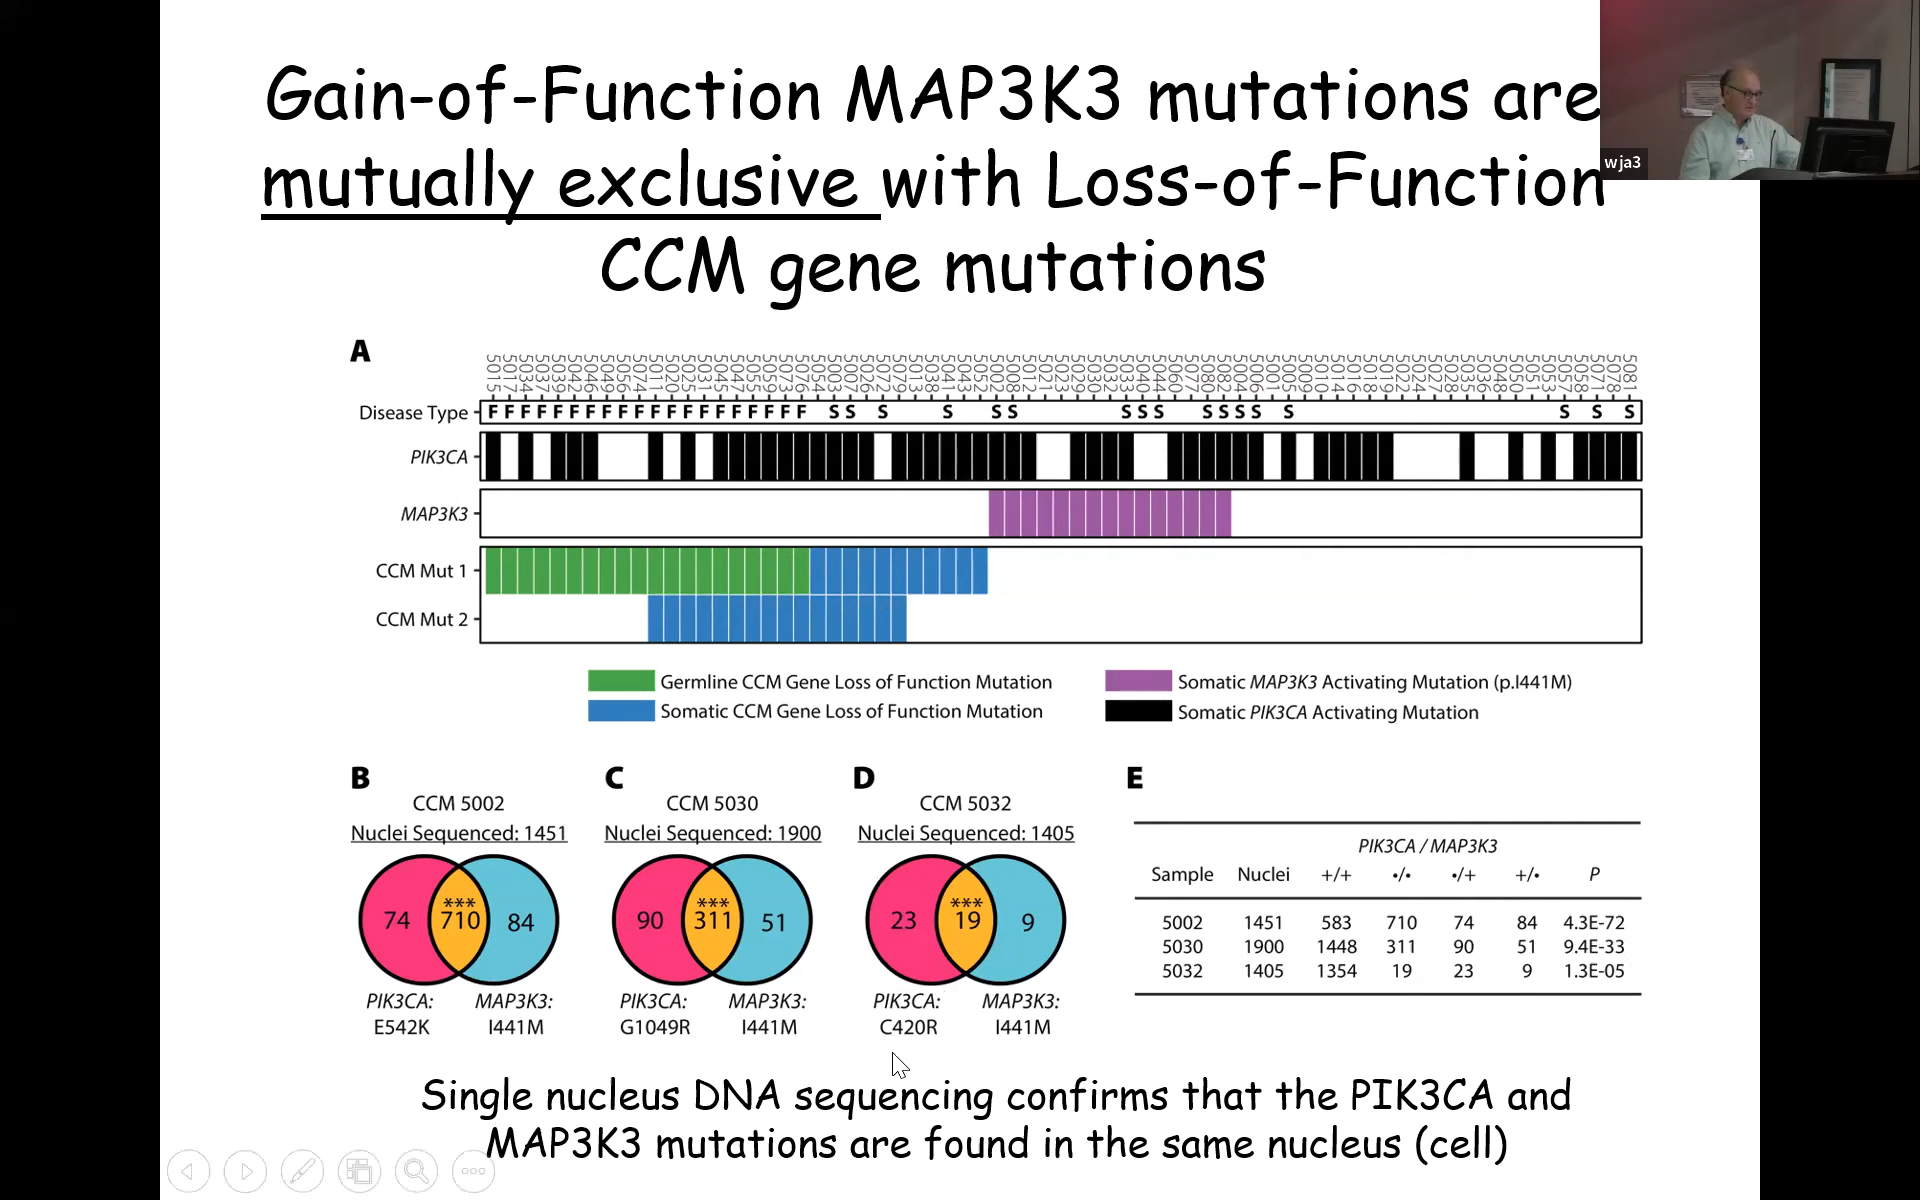 Gain-of-Function MAP3K3 mutations are
mutually exclusive with Loss-of-Function
CCM gene mutations
wja3
A
Disease Type
F F F F F F F F F F F F F F F F F F F F S S S S S S S S S S S S S S S S S
PIK3CA
MAP3K3
CCM Mut 1
CCM Mut 2
Germline CCM Gene Loss of Function Mutation
Somatic CCM Gene Loss of Function Mutation
Somatic MAP3K3 Activating Mutation (p.I441M)
Somatic PIK3CA Activating Mutation
B
CCM 5002
Nuclei Sequenced: 1451
74 *** 710 84
PIK3CA: MAP3K3:
E542K I441M
C
CCM 5030
Nuclei Sequenced: 1900
90 *** 311 51
PIK3CA: MAP3K3:
G1049R I441M
D
CCM 5032
Nuclei Sequenced: 1405
23 *** 19 9
PIK3CA: MAP3K3:
C420R I441M
E
PIK3CA / MAP3K3
Sample Nuclei +/+ •/• •/+ +/• P
5002 1451 583 710 74 84 4.3E-72
5030 1900 1448 311 90 51 9.4E-33
5032 1405 1354 19 23 9 1.3E-05
Single nucleus DNA sequencing confirms that the PIK3CA and
MAP3K3 mutations are found in the same nucleus (cell)